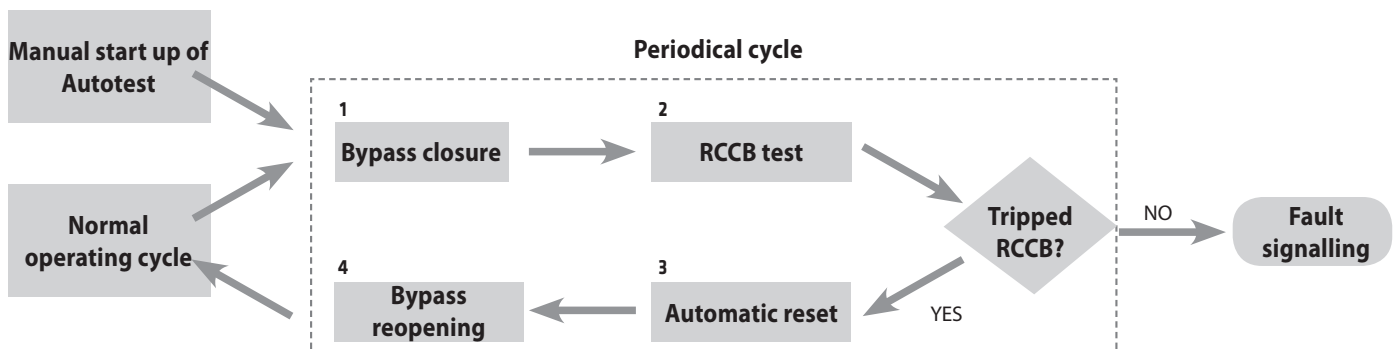 Manual start up of
Autotest
Periodical cycle
1
Bypass closure
2
RCCB test
Normal
operating cycle
Tripped
RCCB?
NO
Fault
signalling
4
Bypass
reopening
3
Automatic reset
YES